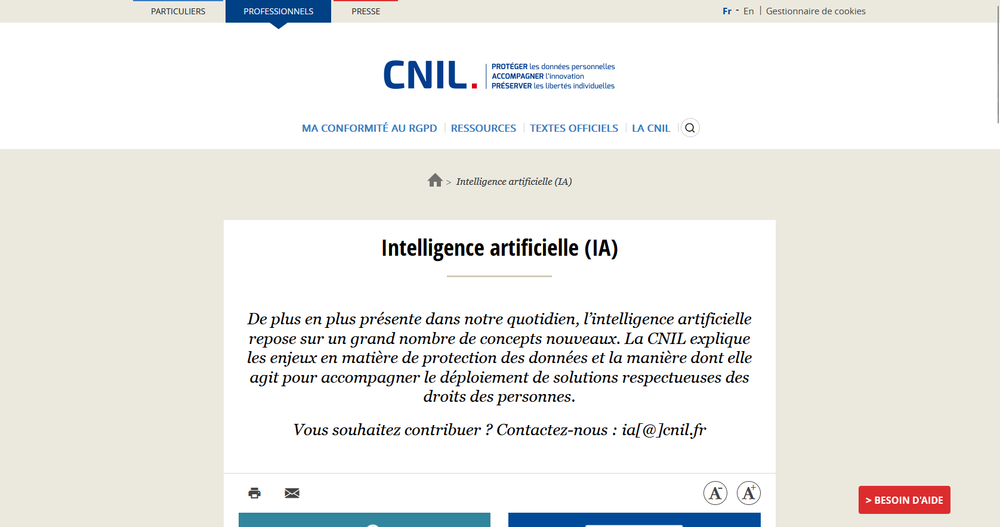 PARTICULIERS
PROFESSIONNELS
PRESSE
Fr - En | Gestionnaire de cookies
CNIL.
PROTÉGER les données personnelles
ACCOMPAGNER l'innovation
PRÉSERVER les libertés individuelles
MA CONFORMITÉ AU RGPD | RESSOURCES | TEXTES OFFICIELS | LA CNIL |
> Intelligence artificielle (IA)
Intelligence artificielle (IA)
De plus en plus présente dans notre quotidien, l’intelligence artificielle
repose sur un grand nombre de concepts nouveaux. La CNIL explique
les enjeux en matière de protection des données et la manière dont elle
agit pour accompagner le déploiement de solutions respectueuses des
droits des personnes.
Vous souhaitez contribuer ? Contactez-nous : ia[@]cnil.fr
A-
A+
> BESOIN D'AIDE